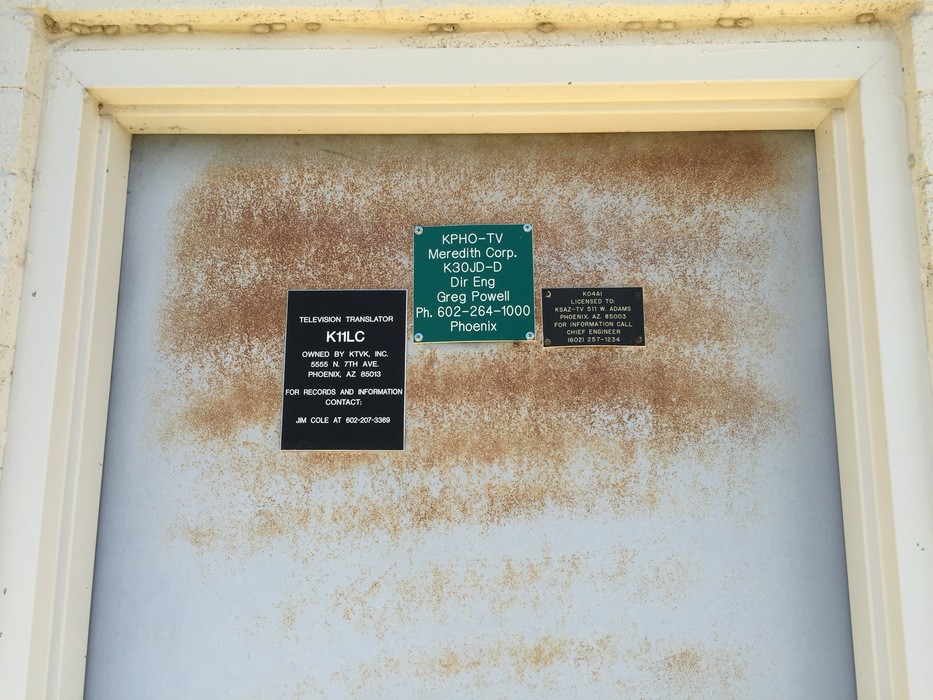 TELEVISION TRANSLATOR
K11LC
OWNED BY KTVK, INC.
5555 N. 7TH AVE.
PHOENIX, AZ 85013
FOR RECORDS AND INFORMATION
CONTACT:
JIM COLE AT 602-207-3369
KPHO-TV
Meredith Corp.
K30JD-D
Dir Eng
Greg Powell
Ph. 602-264-1000
Phoenix
KO4AI
LICENSED TO:
KSAZ-TV 511 W. ADAMS
PHOENIX, AZ. 85003
FOR INFORMATION CALL
CHIEF ENGINEER
(602) 257-1234